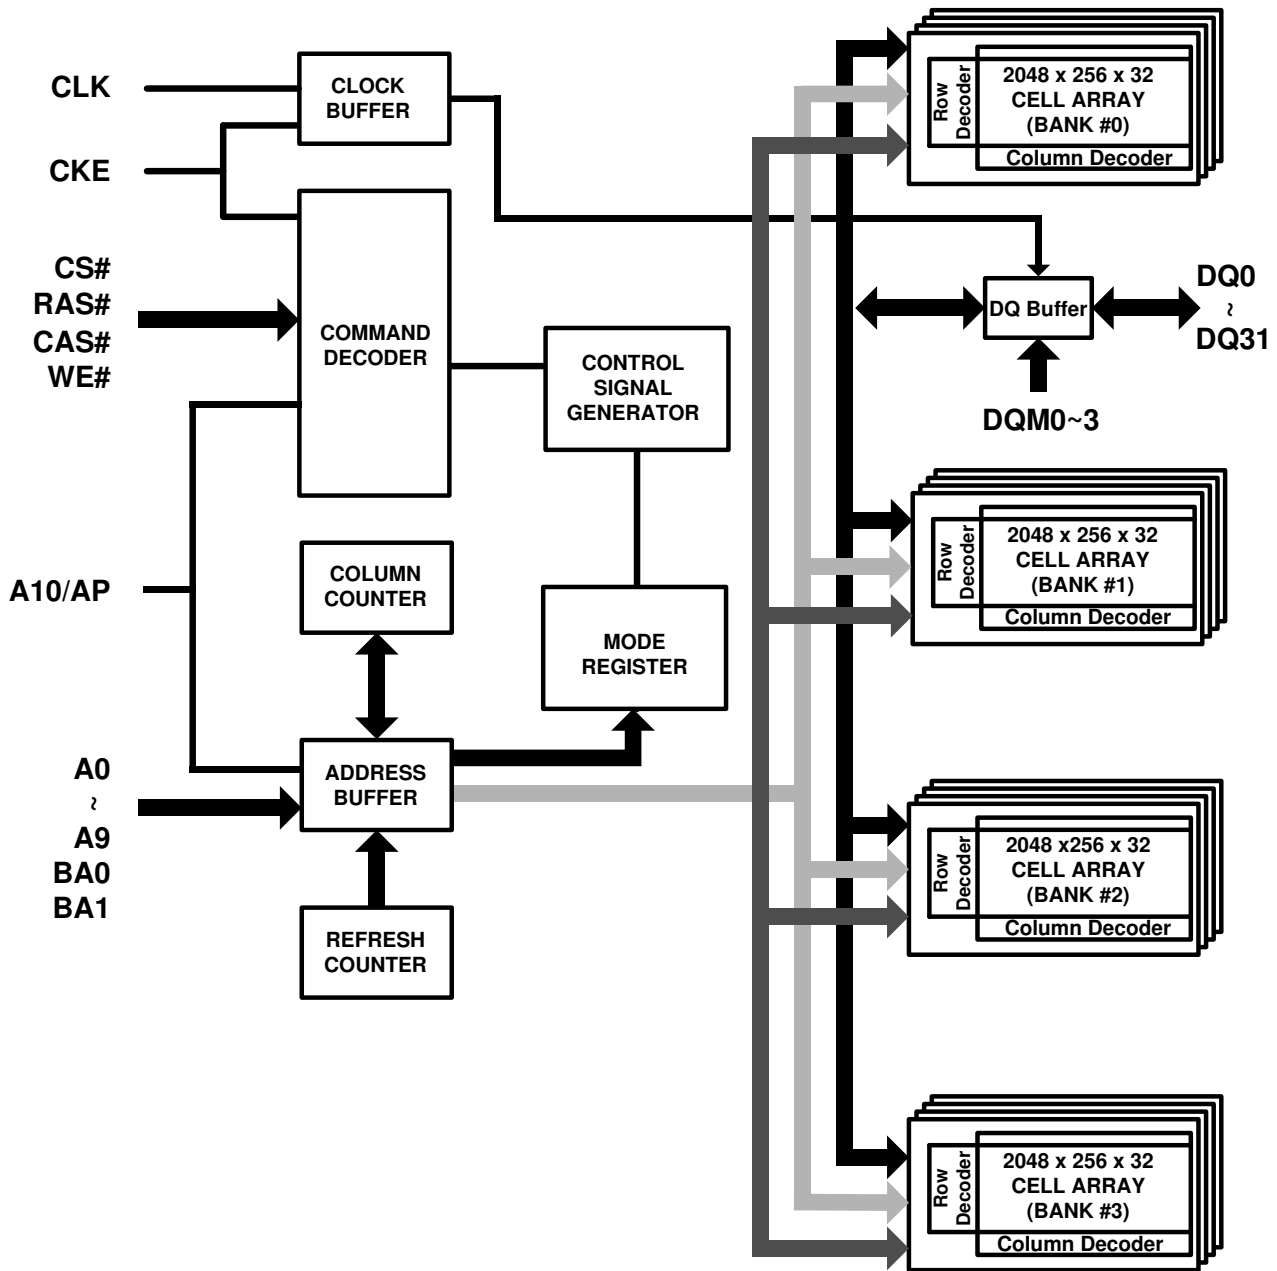 CLK
CKE
CS#
RAS#
CAS#
WE#
A10/AP
A0
~
A9
BA0
BA1
CLOCK
BUFFER
COMMAND
DECODER
CONTROL
SIGNAL
GENERATOR
COLUMN
COUNTER
MODE
REGISTER
ADDRESS
BUFFER
REFRESH
COUNTER
Row
Decoder
2048 x 256 x 32
CELL ARRAY
(BANK #0)
Column Decoder
DQ Buffer
DQ0
~
DQ31
DQM0~3
Row
Decoder
2048 x 256 x 32
CELL ARRAY
(BANK #1)
Column Decoder
Row
Decoder
2048 x256 x 32
CELL ARRAY
(BANK #2)
Column Decoder
Row
Decoder
2048 x 256 x 32
CELL ARRAY
(BANK #3)
Column Decoder